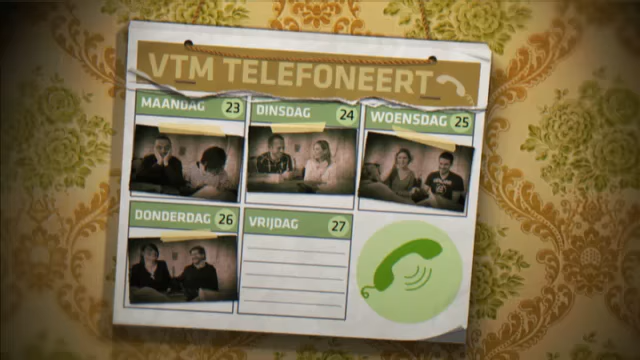 VTM TELEFONEERT
MAANDAG 23 DINSDAG 24 WOENSDAG 25
DONDERDAG 26 VRIJDAG 27